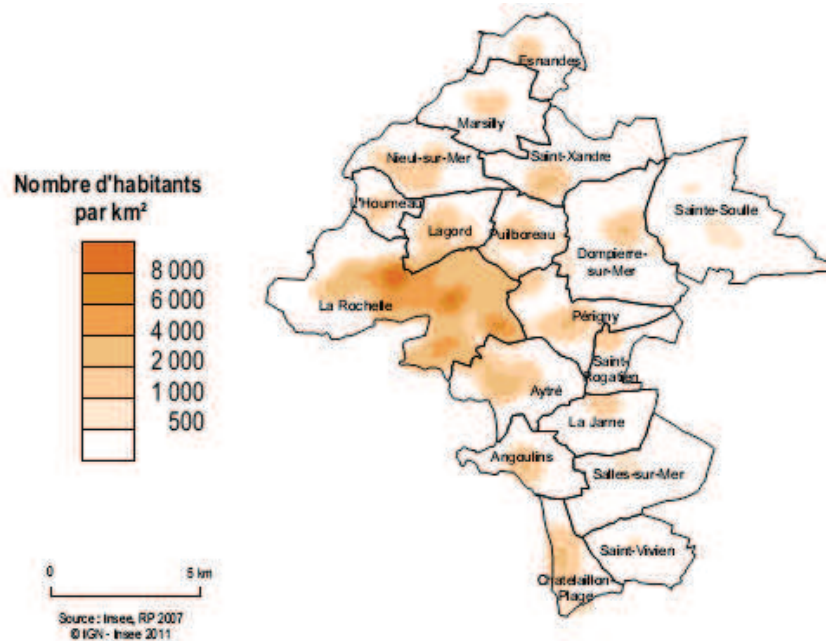 Esnandes
Marsilly
Nieul-sur-Mer
Saint-Xandre
Nombre d'habitants
par km²
L'Houmeau
Sainte-Soulle
Lagord
Puilboreau
Dompierre-
sur-Mer
8 000
6 000
4 000
2 000
1 000
500
La Rochelle
Périgny
Saint-
Rogatien
Aytré
La Jarne
Angoulins
Salles-sur-Mer
Saint-Vivien
Chatelaillon-
Plage
0 5 km
Source : Insee, RP 2007
© IGN - Insee 2011